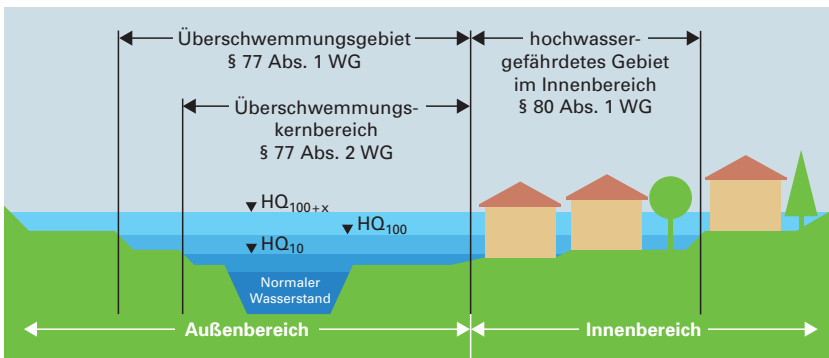 Überschwemmungsgebiet
§ 77 Abs. 1 WG
hochwasser-
gefährdetes Gebiet
im Innenbereich
§ 80 Abs. 1 WG
Überschwemmungs-
kernbereich
§ 77 Abs. 2 WG
HQ100+x
HQ100
HQ10
Normaler
Wasserstand
Außenbereich
Innenbereich